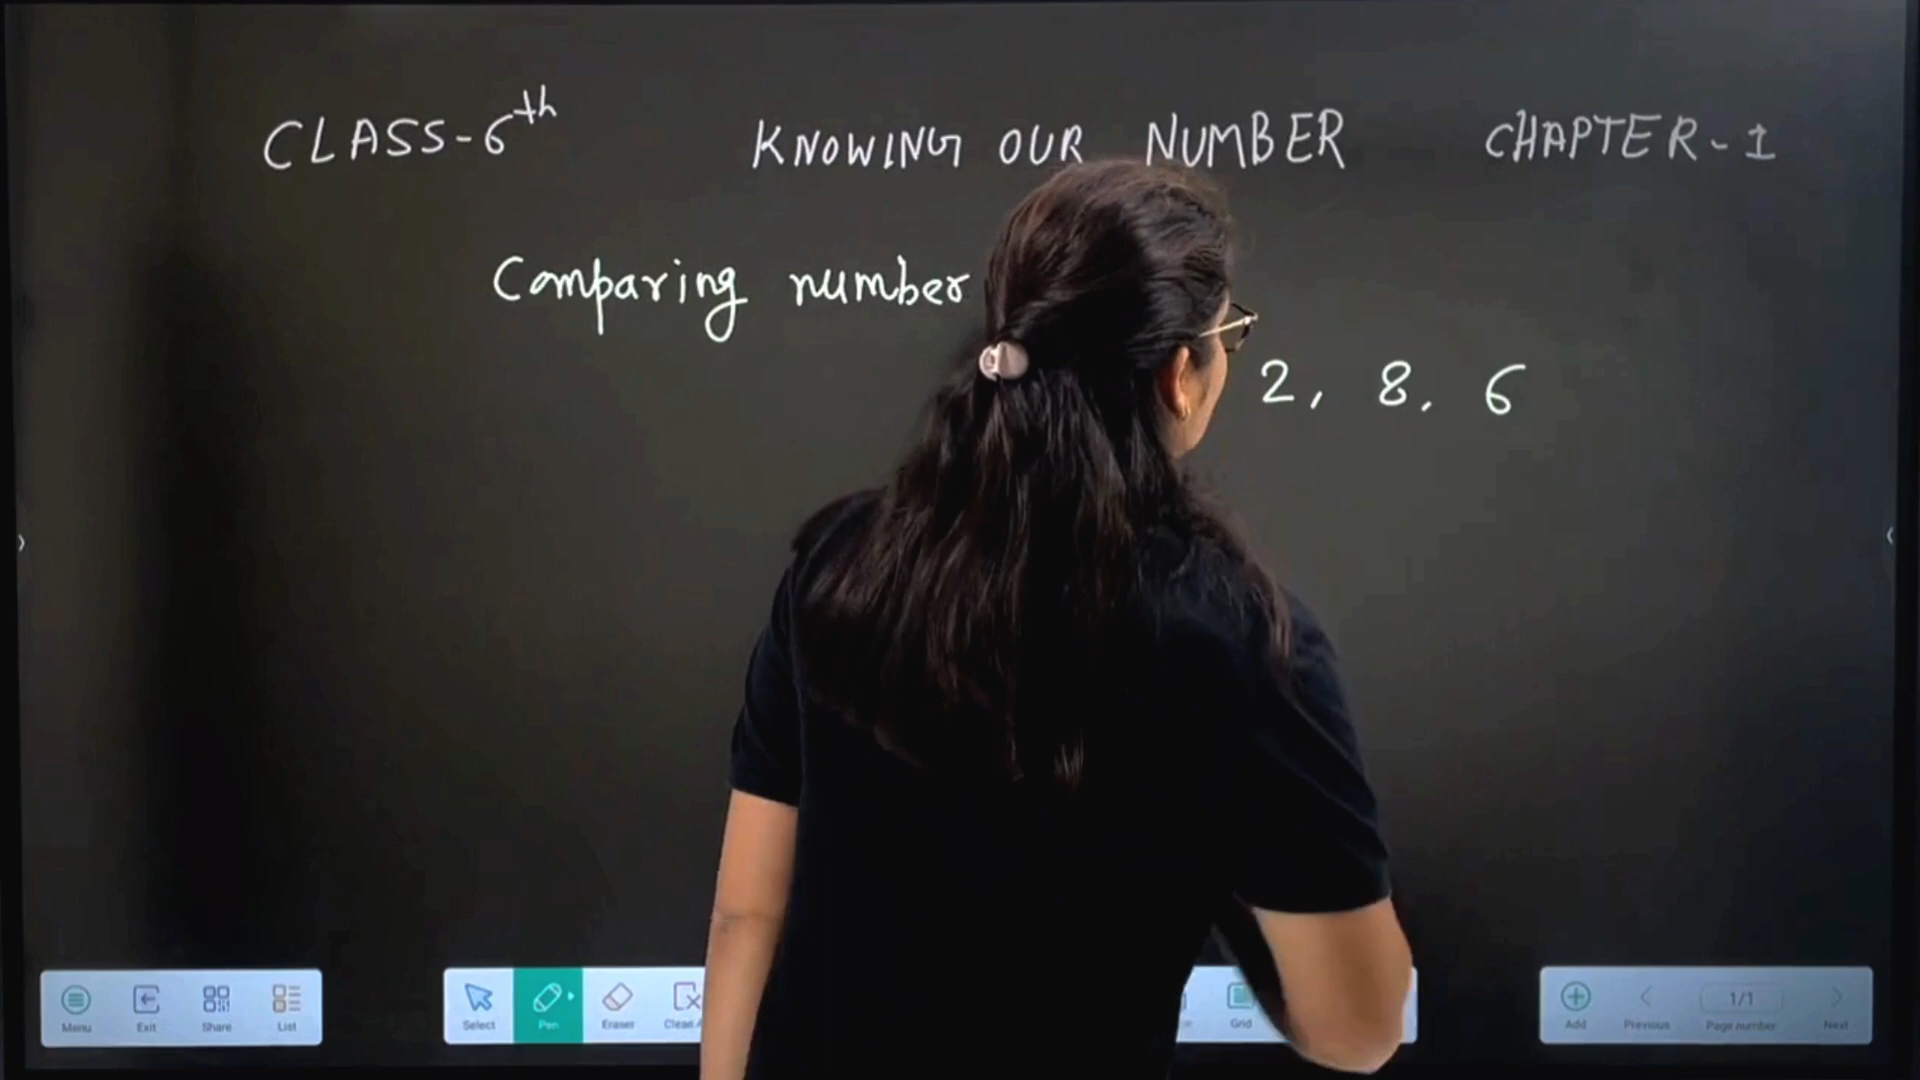 CLASS-6th KNOWING OUR NUMBER CHAPTER-1
Comparing number
2, 8, 6
Menu Exit Share List Select Pen Eraser Clean Grid Add Previous 1/1 Page number Next